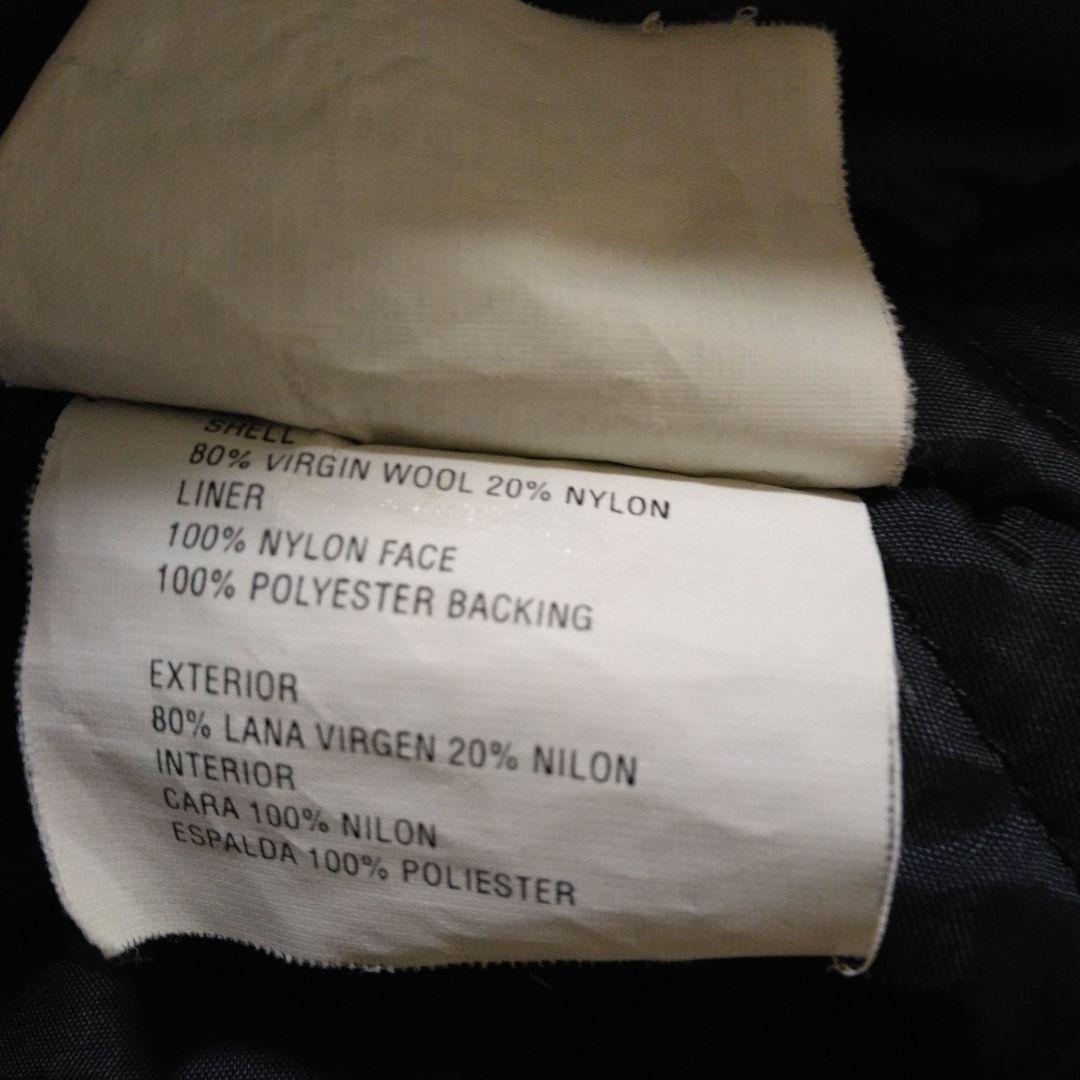 SHELL
80% VIRGIN WOOL 20% NYLON
LINER
100% NYLON FACE
100% POLYESTER BACKING
EXTERIOR
80% LANA VIRGEN 20% NILON
INTERIOR
CARA 100% NILON
ESPALDA 100% POLIESTER